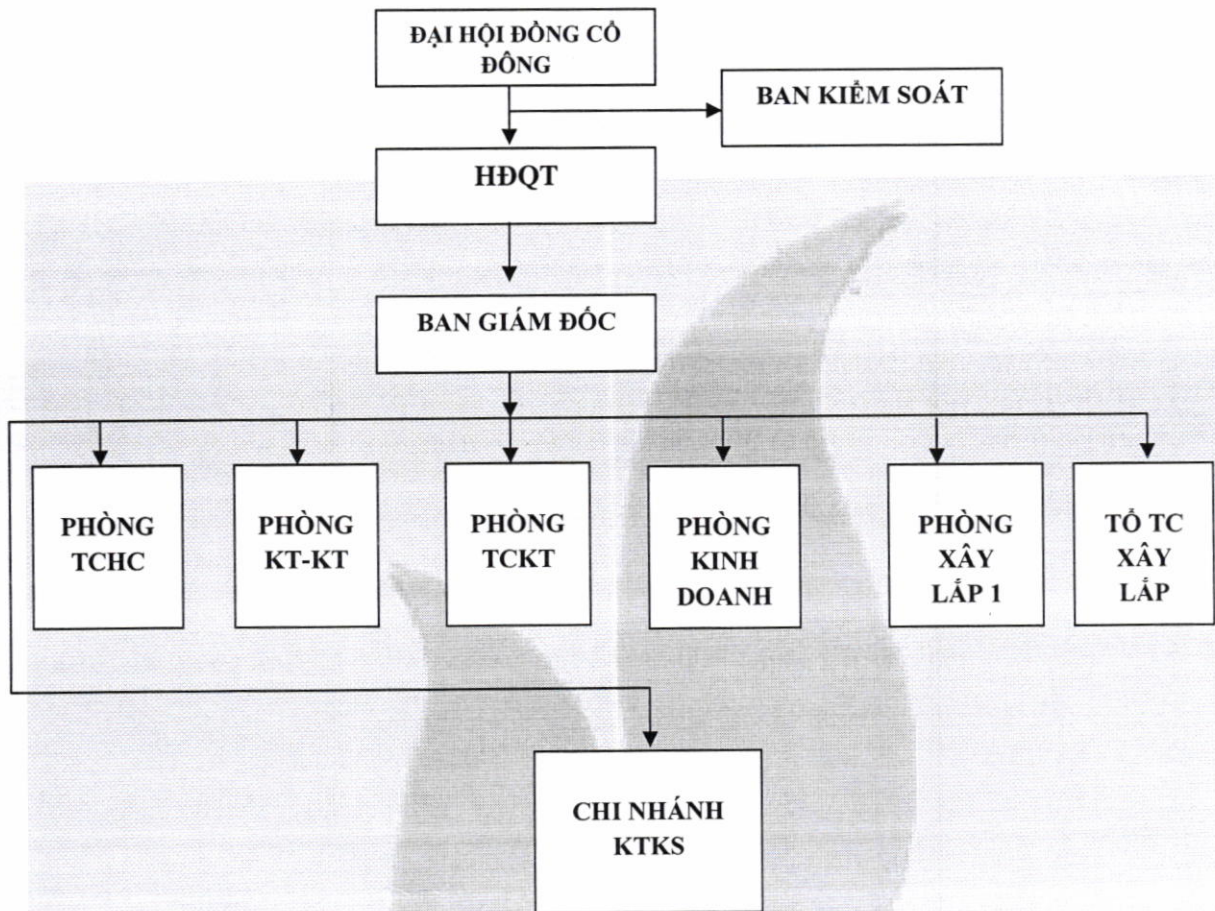 ĐẠI HỘI ĐỒNG CỔ
ĐÔNG
BAN KIỂM SOÁT
HĐQT
BAN GIÁM ĐỐC
PHÒNG
TCHC
PHÒNG
KT-KT
PHÒNG
TCKT
PHÒNG
KINH
DOANH
PHÒNG
XÂY
LẮP 1
TỔ TC
XÂY
LẮP
CHI NHÁNH
KTKS